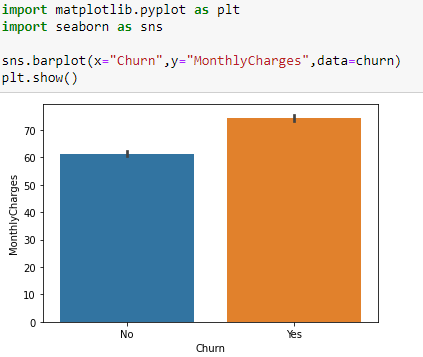 import matplotlib.pyplot as plt
import seaborn as sns
sns.barplot(x="Churn",y="MonthlyCharges",data=churn)
plt.show()
70
60
50
40
30
20
10
0
MonthlyCharges
No Yes
Churn